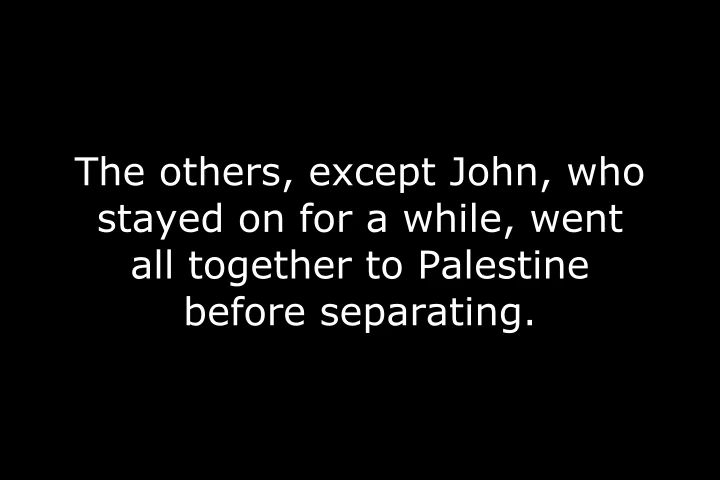 The others, except John, who
stayed on for a while, went
all together to Palestine
before separating.